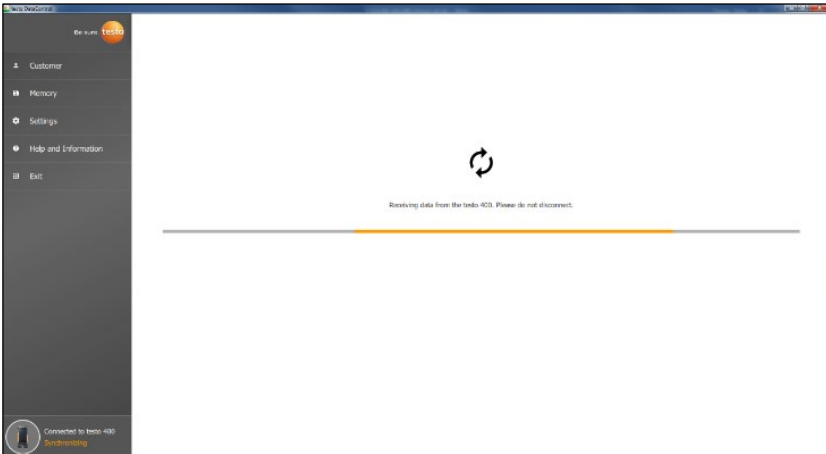 testo DataControl
Be sure. testo
Customer
Memory
Settings
Help and Information
Exit
Receiving data from the testo 400. Please do not disconnect.
Connected to testo 400
Synchronizing